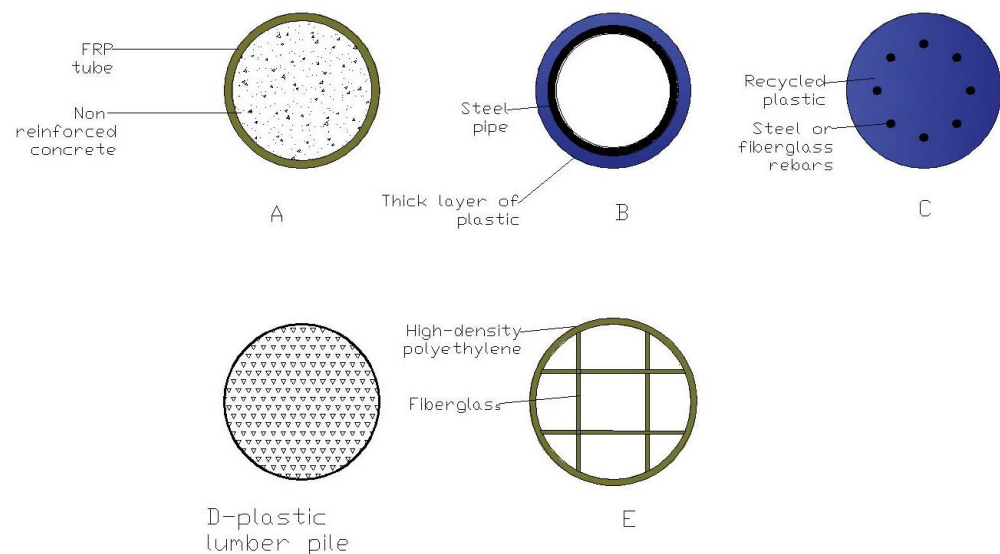 FRP
tube
Non
reinforced
concrete
A
Steel
pipe
Thick layer of
plastic
B
Recycled
plastic
Steel or
fiberglass
rebars
C
D-plastic
lumber pile
High-density
polyethylene
Fiberglass
E